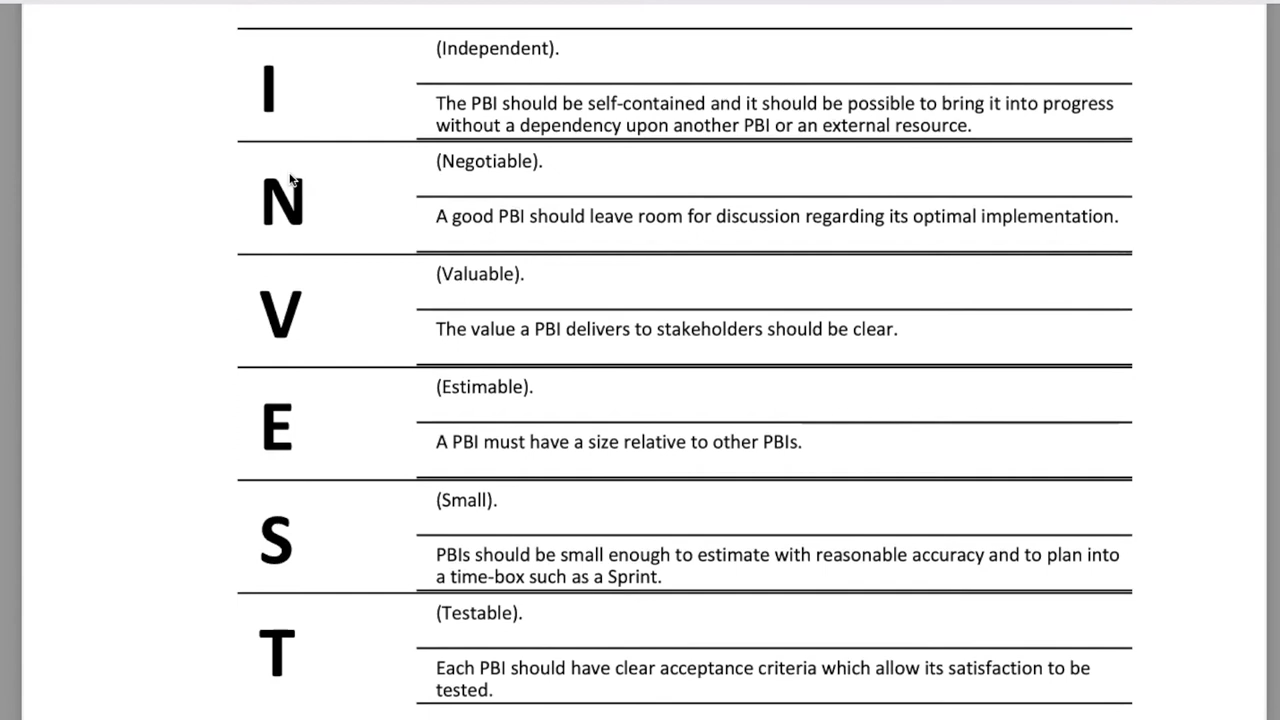 I
(Independent).
The PBI should be self-contained and it should be possible to bring it into progress
without a dependency upon another PBI or an external resource.
N
(Negotiable).
A good PBI should leave room for discussion regarding its optimal implementation.
V
(Valuable).
The value a PBI delivers to stakeholders should be clear.
E
(Estimable).
A PBI must have a size relative to other PBIs.
S
(Small).
PBIs should be small enough to estimate with reasonable accuracy and to plan into
a time-box such as a Sprint.
T
(Testable).
Each PBI should have clear acceptance criteria which allow its satisfaction to be
tested.